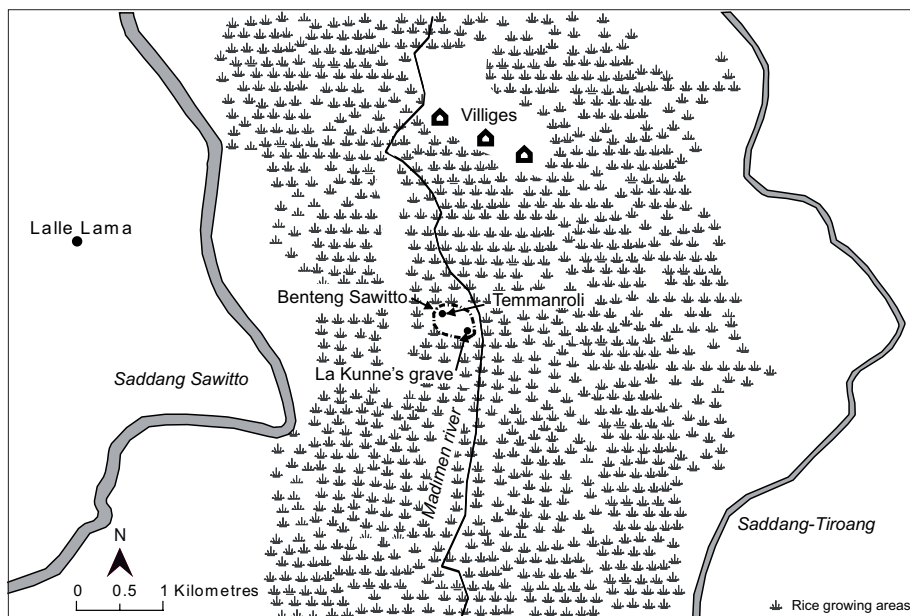 Villiges
Lalle Lama
Benteng Sawitto
Temmanroli
La Kunne's grave
Saddang Sawitto
Madimen river
Saddang-Tiroang
N
0 0.5 1 Kilometres
Rice growing areas